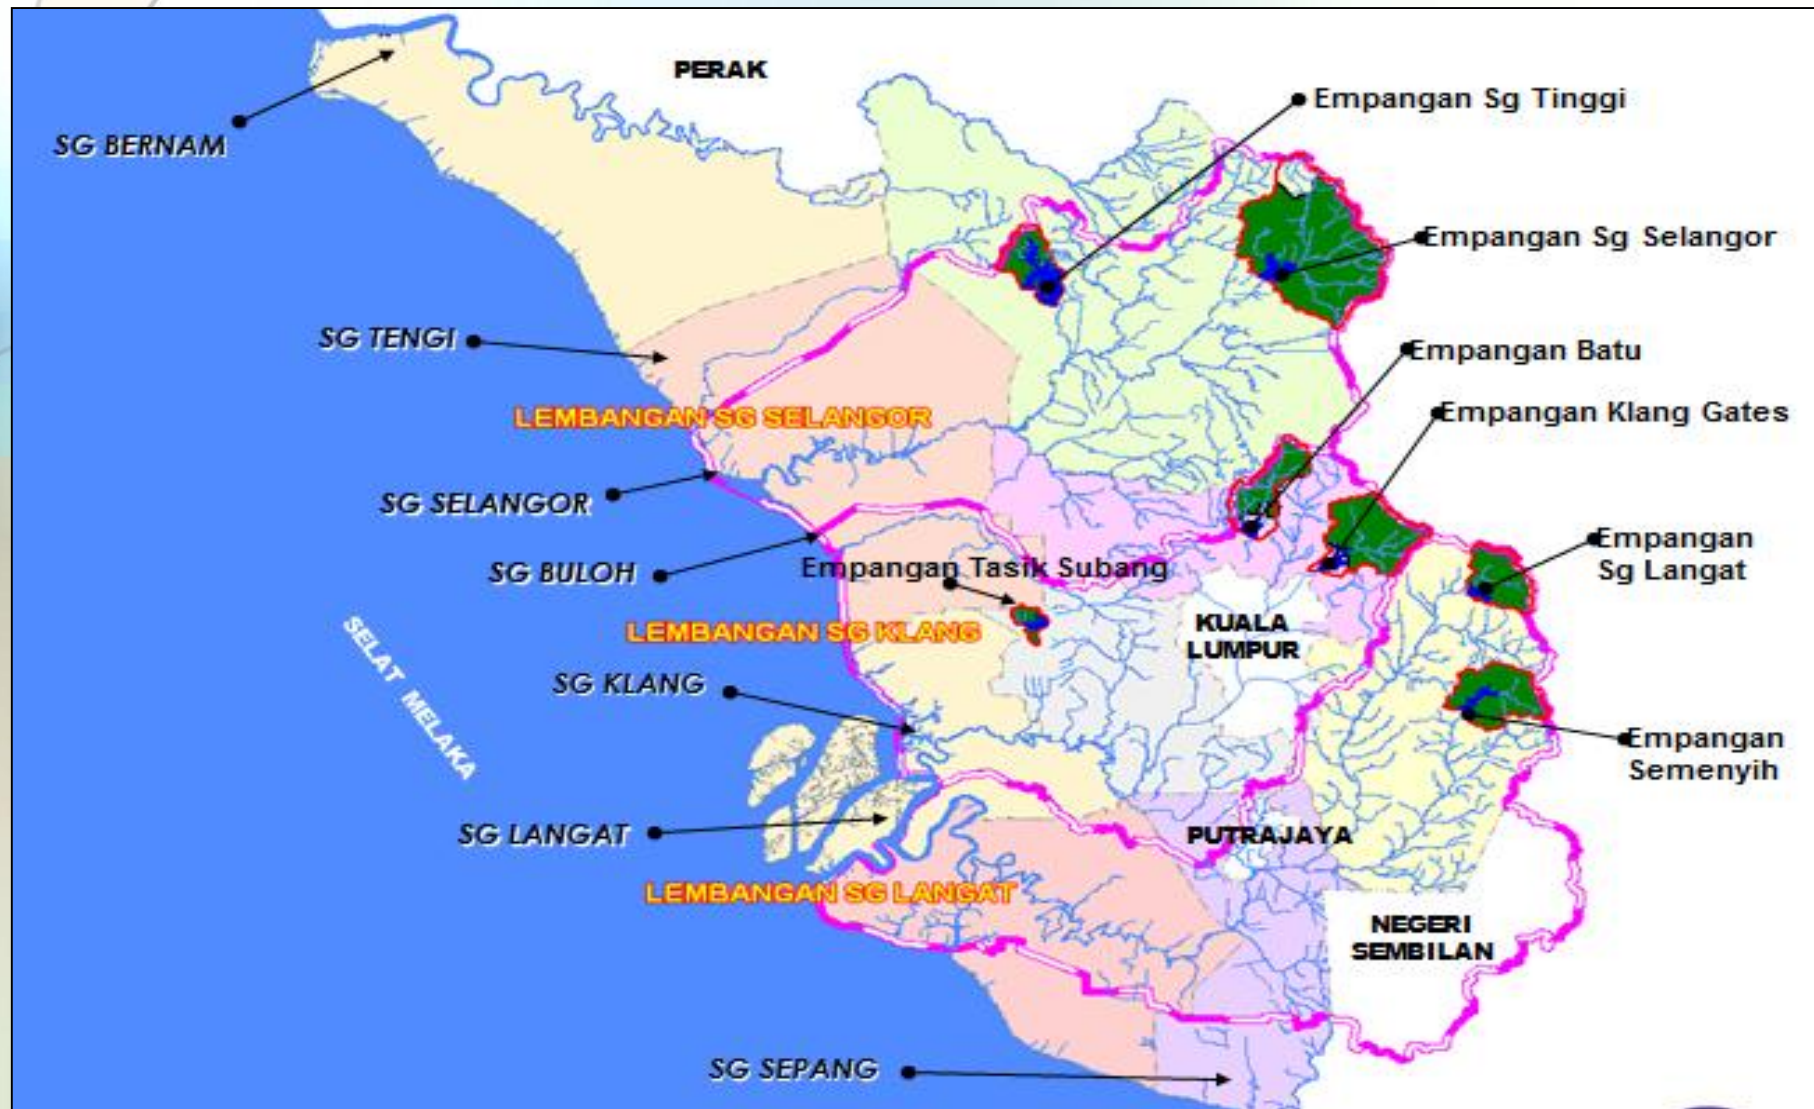 PERAK
Empangan Sg Tinggi
SG BERNAM
Empangan Sg Selangor
SG TENGI
Empangan Batu
LEMBANGAN SG SELANGOR
Empangan Klang Gates
SG SELANGOR
Empangan
Sg Langat
SG BULOH
Empangan Tasik Subang
LEMBANGAN SG KLANG
KUALA
LUMPUR
SELAT MELAKA
SG KLANG
Empangan
Semenyih
SG LANGAT
PUTRAJAYA
LEMBANGAN SG LANGAT
NEGERI
SEMBILAN
SG SEPANG